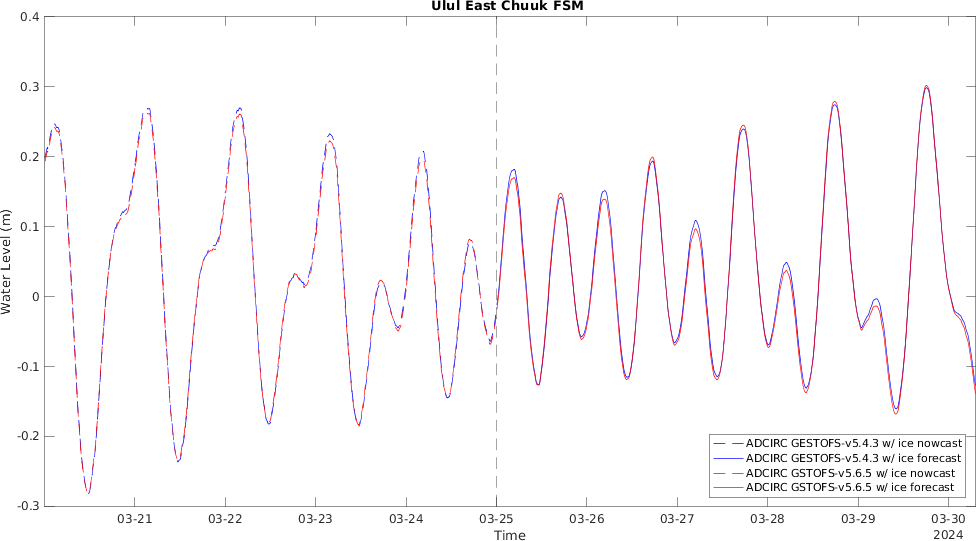 Ulul East Chuuk FSM
0.4
0.3
0.2
0.1
0
-0.1
-0.2
-0.3
Water Level (m)
03-21 03-22 03-23 03-24 03-25 03-26 03-27 03-28 03-29 03-30
Time
2024
ADCIRC GESTOFS-v5.4.3 w/ ice nowcast
ADCIRC GESTOFS-v5.4.3 w/ ice forecast
ADCIRC GSTOFS-v5.6.5 w/ ice nowcast
ADCIRC GSTOFS-v5.6.5 w/ ice forecast